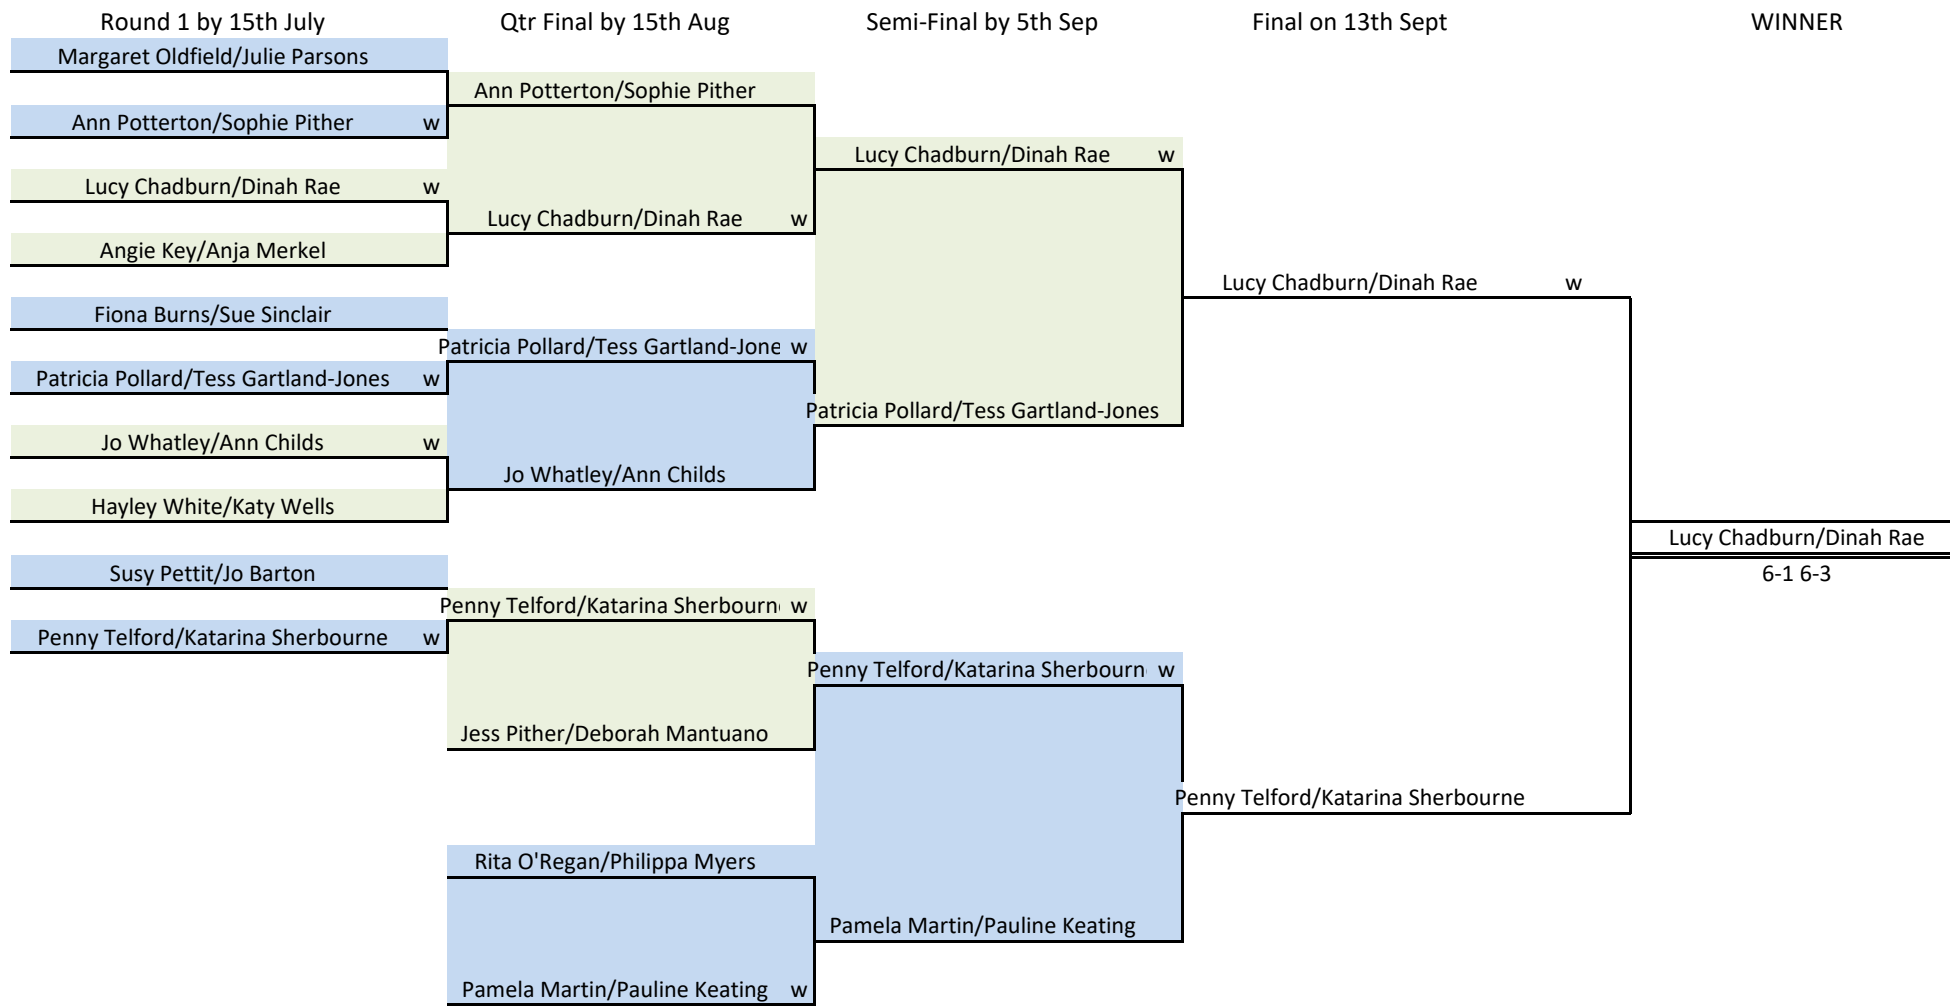 Round 1 by 15th July
Qtr Final by 15th Aug
Semi-Final by 5th Sep
Final on 13th Sept
WINNER
Margaret Oldfield/Julie Parsons
Ann Potterton/Sophie Pither w
Lucy Chadburn/Dinah Rae w
Angie Key/Anja Merkel
Fiona Burns/Sue Sinclair
Patricia Pollard/Tess Gartland-Jones w
Jo Whatley/Ann Childs w
Hayley White/Katy Wells
Susy Pettit/Jo Barton
Penny Telford/Katarina Sherbourne w
Ann Potterton/Sophie Pither
Lucy Chadburn/Dinah Rae w
Patricia Pollard/Tess Gartland-Jone w
Jo Whatley/Ann Childs
Penny Telford/Katarina Sherbourn w
Jess Pither/Deborah Mantuano
Rita O'Regan/Philippa Myers
Pamela Martin/Pauline Keating w
Lucy Chadburn/Dinah Rae w
Patricia Pollard/Tess Gartland-Jones
Penny Telford/Katarina Sherbourn w
Pamela Martin/Pauline Keating
Lucy Chadburn/Dinah Rae w
Penny Telford/Katarina Sherbourne
Lucy Chadburn/Dinah Rae
6-1 6-3